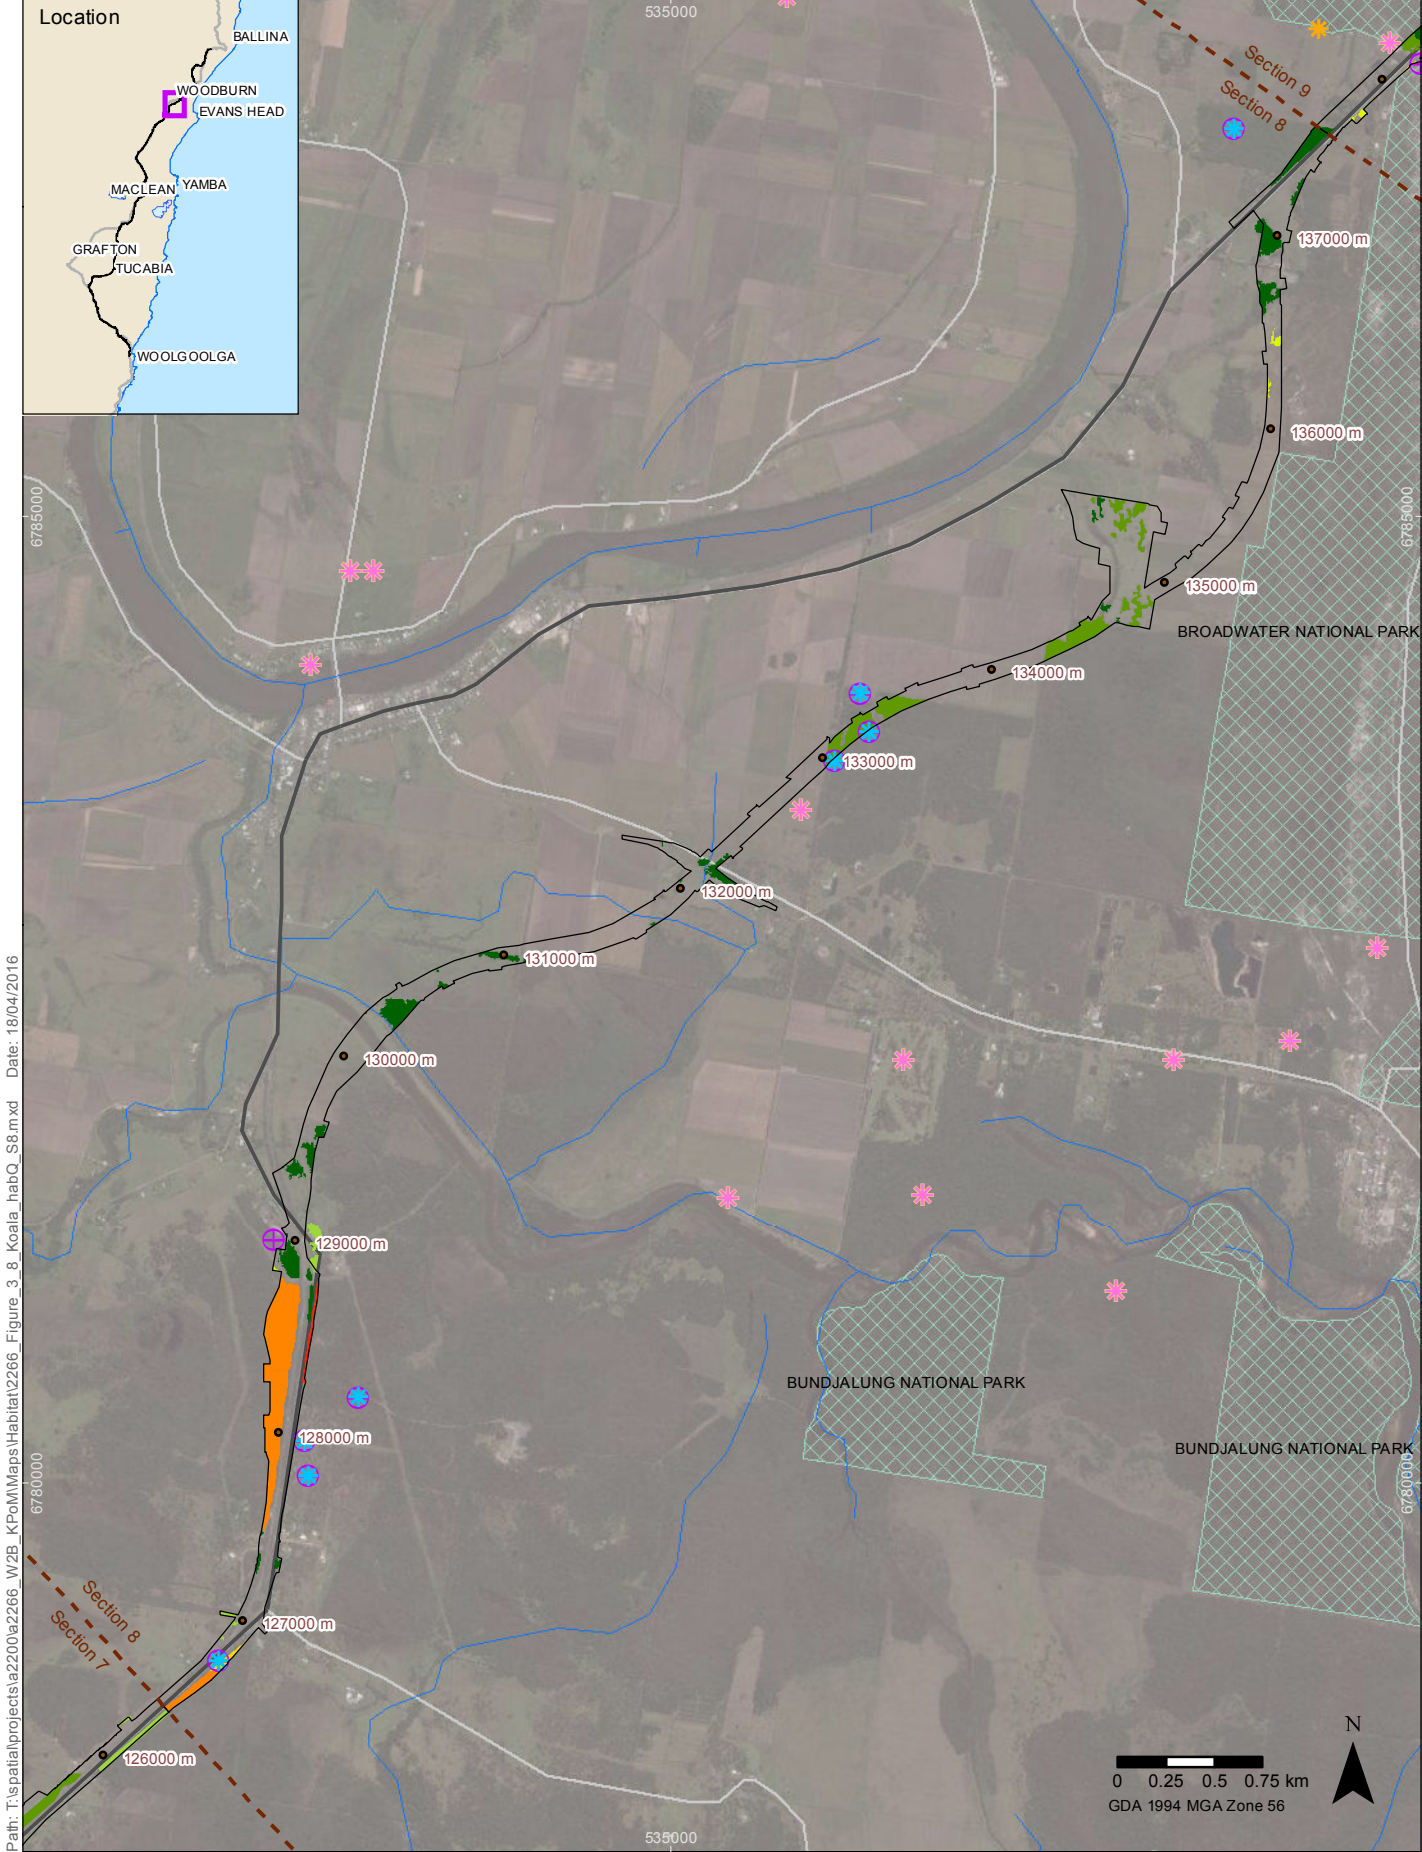 Location
BALLINA
WOODBURN
EVANS HEAD
MACLEAN
YAMBA
GRAFTON
TUCABIA
WOOLGOOLGA
535000
Section 9
Section 8
137000 m
136000 m
6785000
6785000
135000 m
BROADWATER NATIONAL PARK
134000 m
133000 m
132000 m
131000 m
130000 m
129000 m
BUNDJALUNG NATIONAL PARK
128000 m
BUNDJALUNG NATIONAL PARK
6780000
6780000
Section 8
Section 7
127000 m
126000 m
N
0 0.25 0.5 0.75 km
GDA 1994 MGA Zone 56
535000
Path: T:\spatial\projects\a2200\a2266_W2B_KPoM\Maps\Habitat\2266_Figure_3_8_Koala_habQ_S8.mxd Date: 18/04/2016